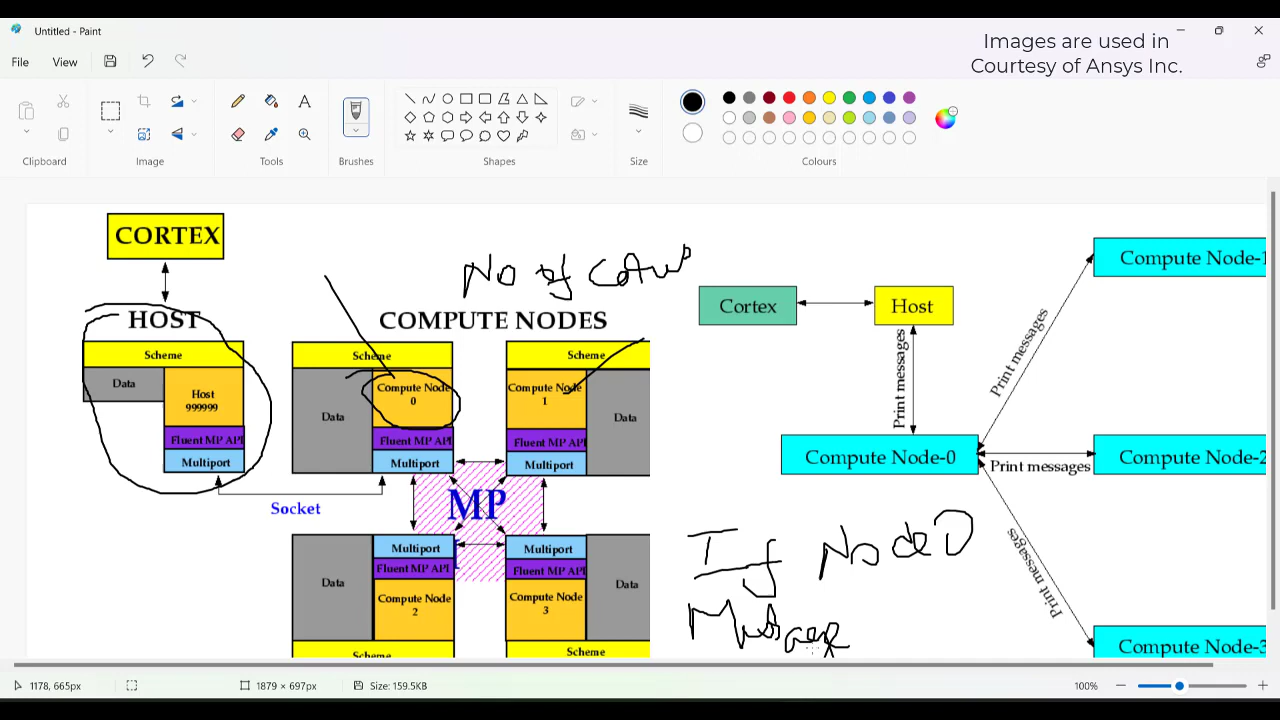 Untitled - Paint
Images are used in
Courtesy of Ansys Inc.
File
View
Clipboard
Image
Tools
Brushes
Shapes
Size
Colours
CORTEX
No of
HOST
COMPUTE NODES
Scheme
Data
Host
999999
Fluent MP API
Multiport
Socket
Scheme
Data
Compute Node
0
Fluent MP API
Multiport
Scheme
Compute Node
1
Data
Fluent MP API
Multiport
MP
Data
Multiport
Fluent MP API
Compute Node
2
Scheme
Multiport
Fluent MP API
Compute Node
3
Data
Scheme
Cortex
Host
Print messages
Compute Node-0
Print messages
Print messages
Print messages
Compute Node-1
Compute Node-2
Compute Node-3
If Node 0
Message
1178, 665px
1879 × 697px
Size: 159.5KB
100%